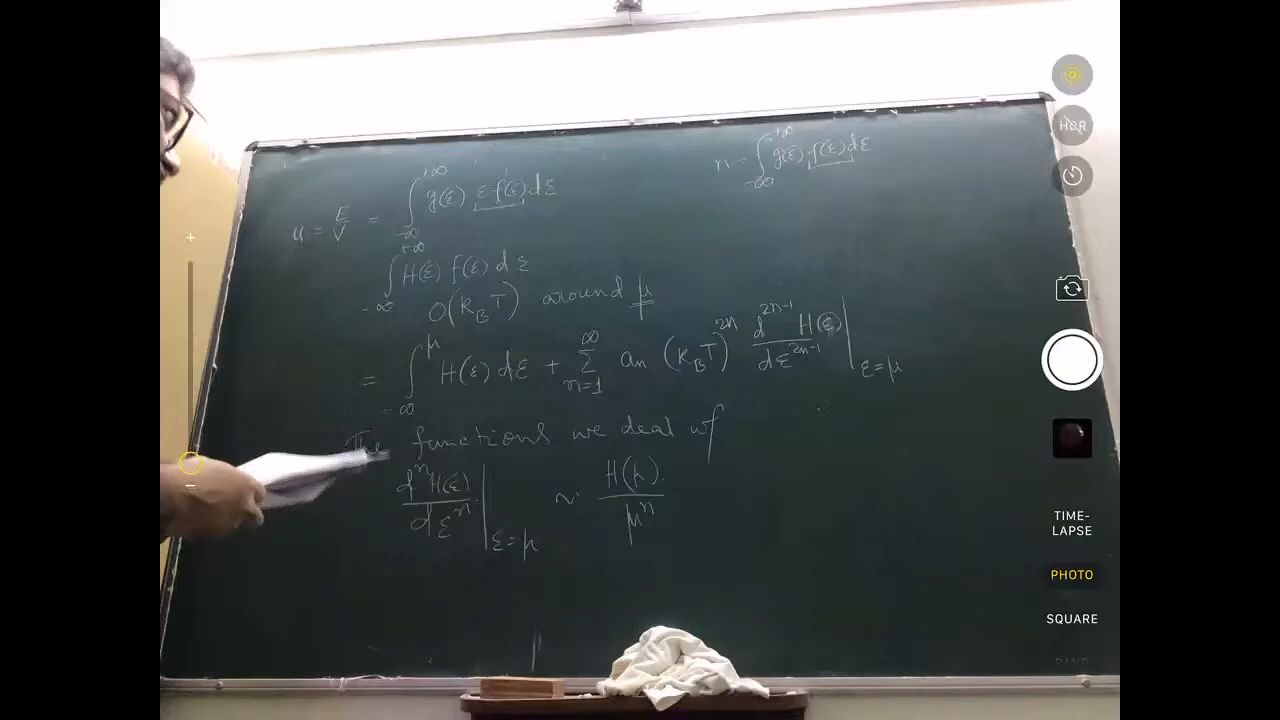 u = E/V = ∫_{-∞}^{+∞} g(ε) ε f(ε) dε
n = ∫_{-∞}^{+∞} g(ε) f(ε) dε
∫_{-∞}^{+∞} H(ε) f(ε) dε
O(k_B T) around μ
= ∫_{-∞}^{μ} H(ε) dε + ∑_{n=1}^{∞} a_n (k_B T)^{2n} d^{2n-1} H(ε) / dε^{2n-1} |_{ε=μ}
The functions we deal w/
d^n H(ε) / dε^n |_{ε=μ} ~ H(μ) / μ^n
HDR
TIME-
LAPSE
PHOTO
SQUARE